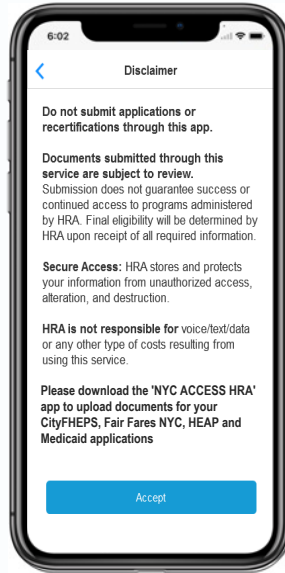 6:02
Disclaimer
Do not submit applications or
recertifications through this app.
Documents submitted through this
service are subject to review.
Submission does not guarantee success or
continued access to programs administered
by HRA. Final eligibility will be determined by
HRA upon receipt of all required information.
Secure Access: HRA stores and protects
your information from unauthorized access,
alteration, and destruction.
HRA is not responsible for voice/text/data
or any other type of costs resulting from
using this service.
Please download the 'NYC ACCESS HRA'
app to upload documents for your
CityFHEPS, Fair Fares NYC, HEAP and
Medicaid applications
Accept